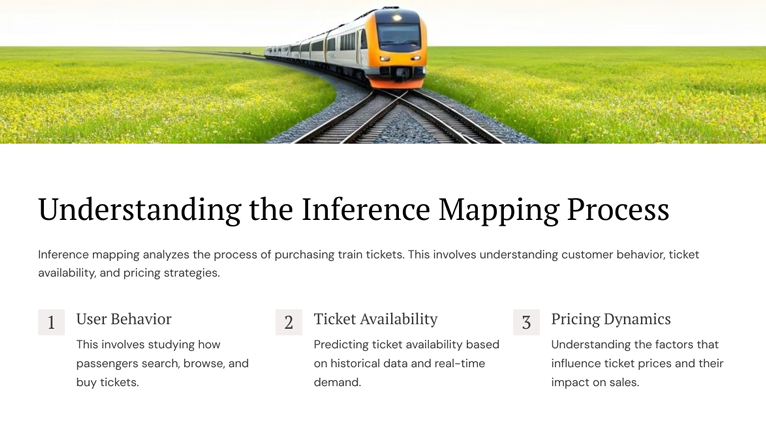 Understanding the Inference Mapping Process
Inference mapping analyzes the process of purchasing train tickets. This involves understanding customer behavior, ticket
availability, and pricing strategies.
1
User Behavior
This involves studying how
passengers search, browse, and
buy tickets.
2
Ticket Availability
Predicting ticket availability based
on historical data and real-time
demand.
3
Pricing Dynamics
Understanding the factors that
influence ticket prices and their
impact on sales.